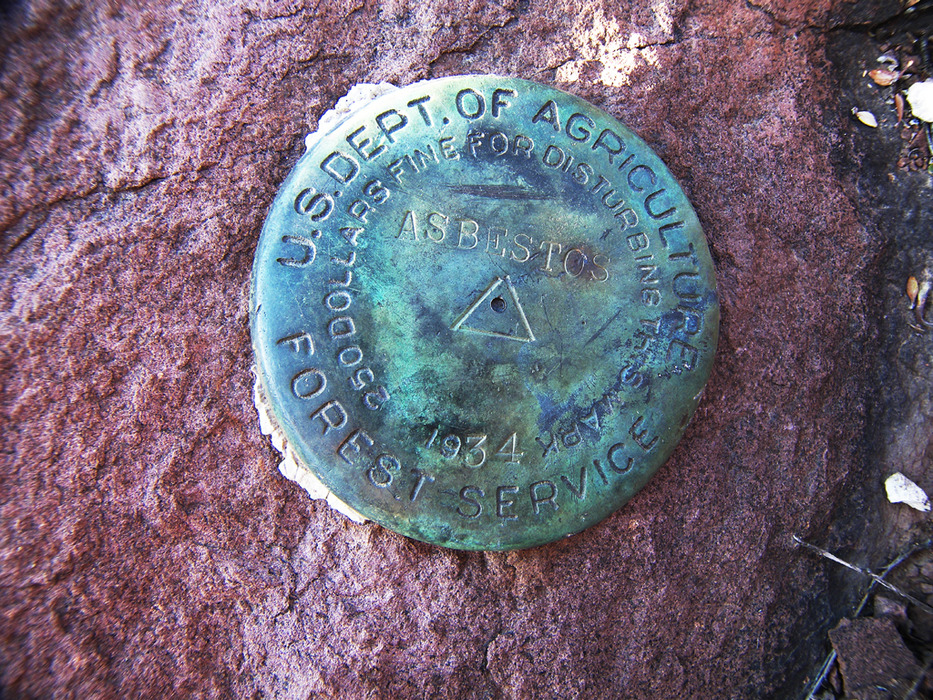 U.S. DEPT. OF AGRICULTURE
250 DOLLARS FINE FOR DISTURBING THIS MARK
ASBESTOS
1934
FOREST SERVICE